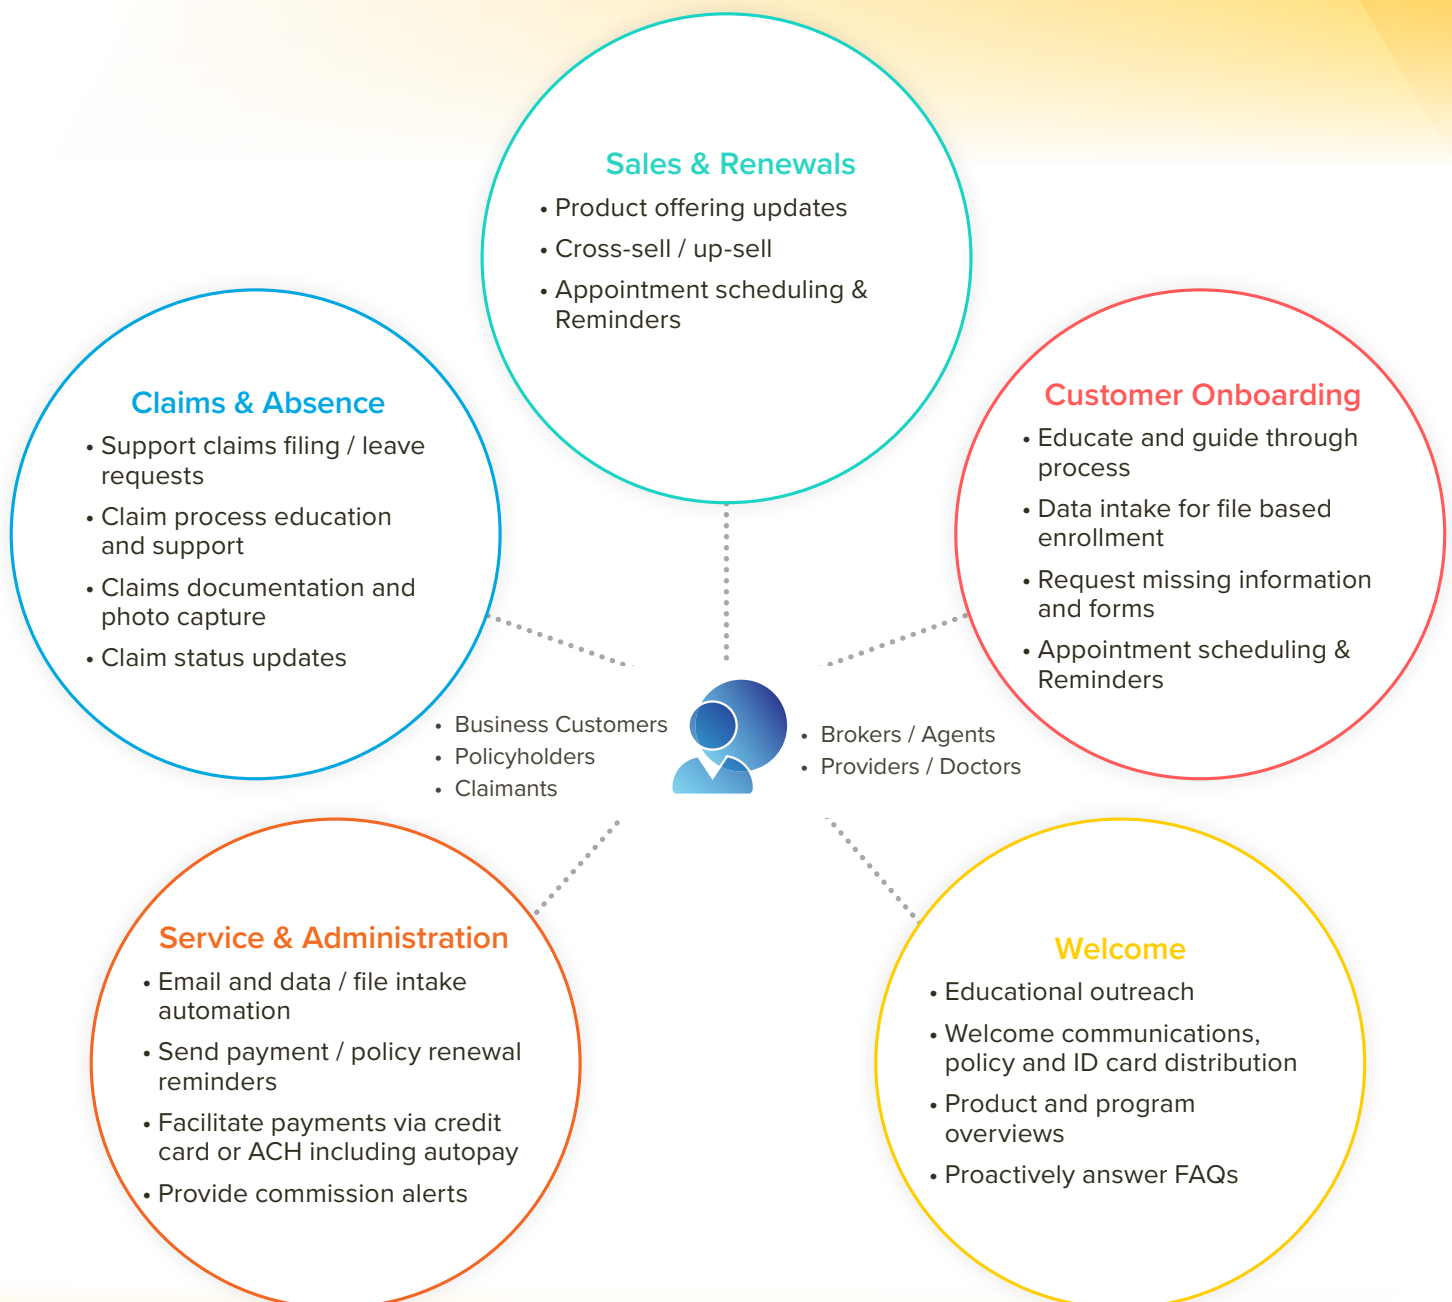 Sales & Renewals
• Product offering updates
• Cross-sell / up-sell
• Appointment scheduling &
Reminders
Claims & Absence
• Support claims filing / leave
requests
• Claim process education
and support
• Claims documentation and
photo capture
• Claim status updates
Customer Onboarding
• Educate and guide through
process
• Data intake for file based
enrollment
• Request missing information
and forms
• Appointment scheduling &
Reminders
• Business Customers
• Policyholders
• Claimants
• Brokers / Agents
• Providers / Doctors
Service & Administration
• Email and data / file intake
automation
• Send payment / policy renewal
reminders
• Facilitate payments via credit
card or ACH including autopay
• Provide commission alerts
Welcome
• Educational outreach
• Welcome communications,
policy and ID card distribution
• Product and program
overviews
• Proactively answer FAQs